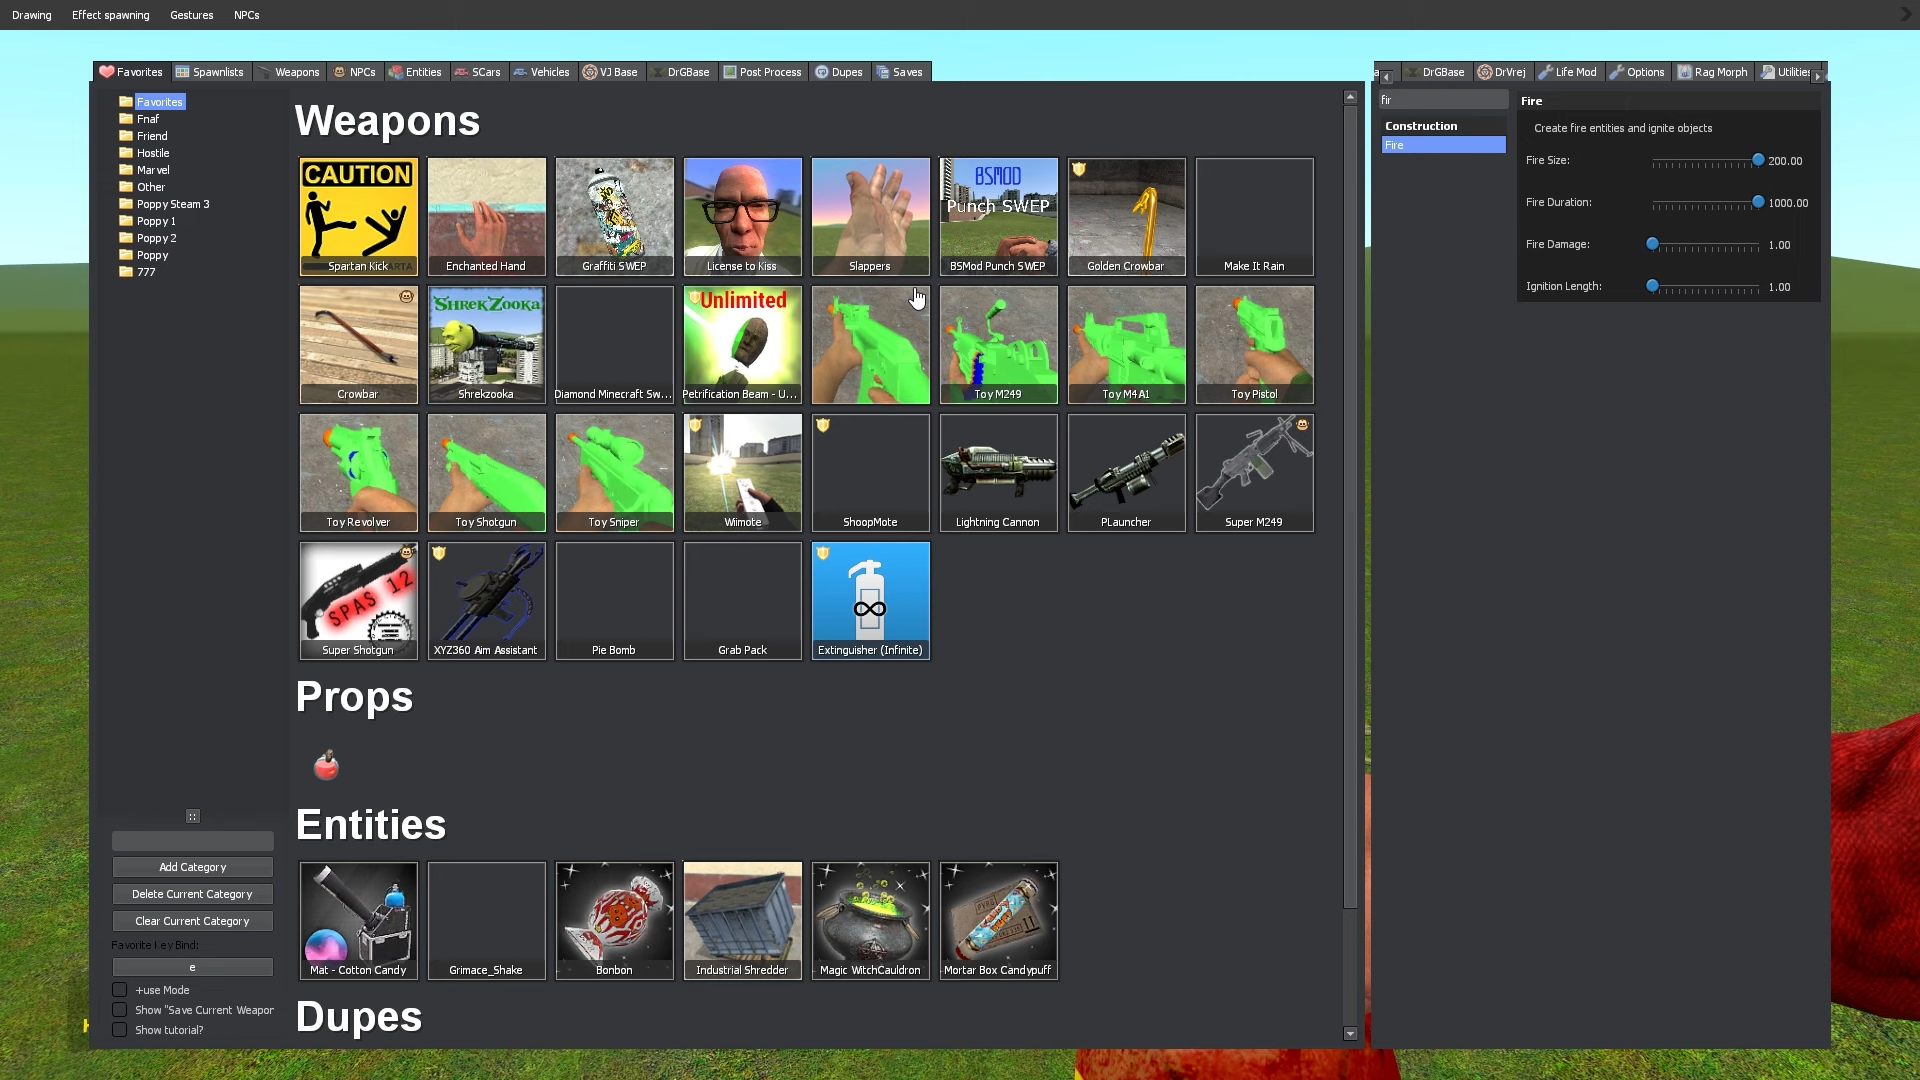 Drawing Effect spawning Gestures NPCs
Favorites Spawnlists Weapons NPCs Entities SCars Vehicles VJ Base DrGBase Post Process Dupes Saves
Favorites
Fnaf
Friend
Hostile
Marvel
Other
Poppy Steam 3
Poppy 1
Poppy 2
Poppy
777
Add Category
Delete Current Category
Clear Current Category
Favorite Key Bind:
e
+use Mode
Show "Save Current Weapor
Show tutorial?
Weapons
CAUTION
Spartan Kick
Enchanted Hand
Graffiti SWEP
License to Kiss
Slappers
BSMOD
Punch SWEP
BSMod Punch SWEP
Golden Crowbar
Make It Rain
Crowbar
SHREKZOOKA
Shrekzooka
Diamond Minecraft Sw...
Unlimited
Petrification Beam - U...
Toy M249
Toy M4A1
Toy Pistol
Toy Revolver
Toy Shotgun
Toy Sniper
Wiimote
ShoopMote
Lightning Cannon
PLauncher
Super M249
SPAS 12
Super Shotgun
XYZ360 Aim Assistant
Pie Bomb
Grab Pack
Extinguisher (Infinite)
Props
Entities
Mat - Cotton Candy
Grimace_Shake
Bonbon
Industrial Shredder
Magic WitchCauldron
Mortar Box Candypuff
Dupes
DrGBase DrVrej Life Mod Options Rag Morph Utilities
fir
Construction
Fire
Fire
Create fire entities and ignite objects
Fire Size: 200.00
Fire Duration: 1000.00
Fire Damage: 1.00
Ignition Length: 1.00